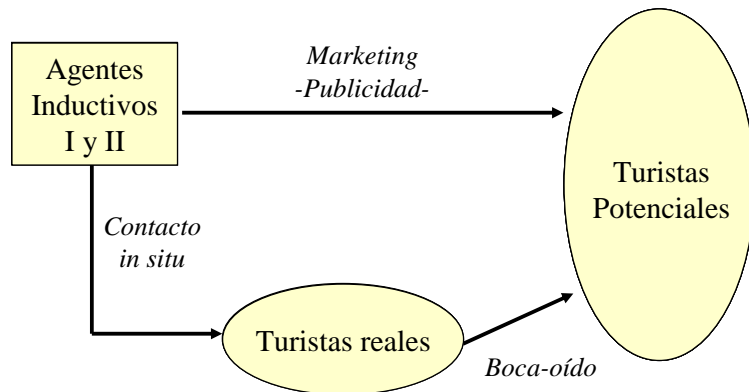 Agentes
Inductivos
I y II
Marketing
-Publicidad-
Turistas
Potenciales
Contacto
in situ
Turistas reales
Boca-oído